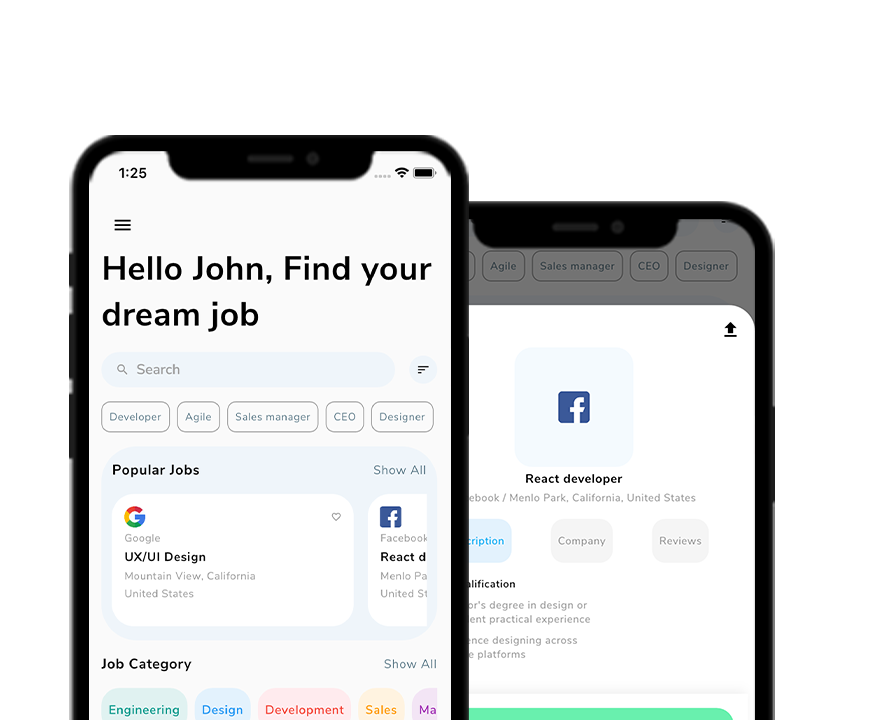 1:25
Hello John, Find your
dream job
Search
Developer
Agile
Sales manager
CEO
Designer
Popular Jobs
Show All
Google
UX/UI Design
Mountain View, California
United States
Facebook
React d
Menlo Pa
United St
Job Category
Show All
Engineering
Design
Development
Sales
Ma
Agile
Sales manager
CEO
Designer
React developer
ebook / Menlo Park, California, United States
cription
Company
Reviews
alification
or's degree in design or
ent practical experience
ence designing across
e platforms